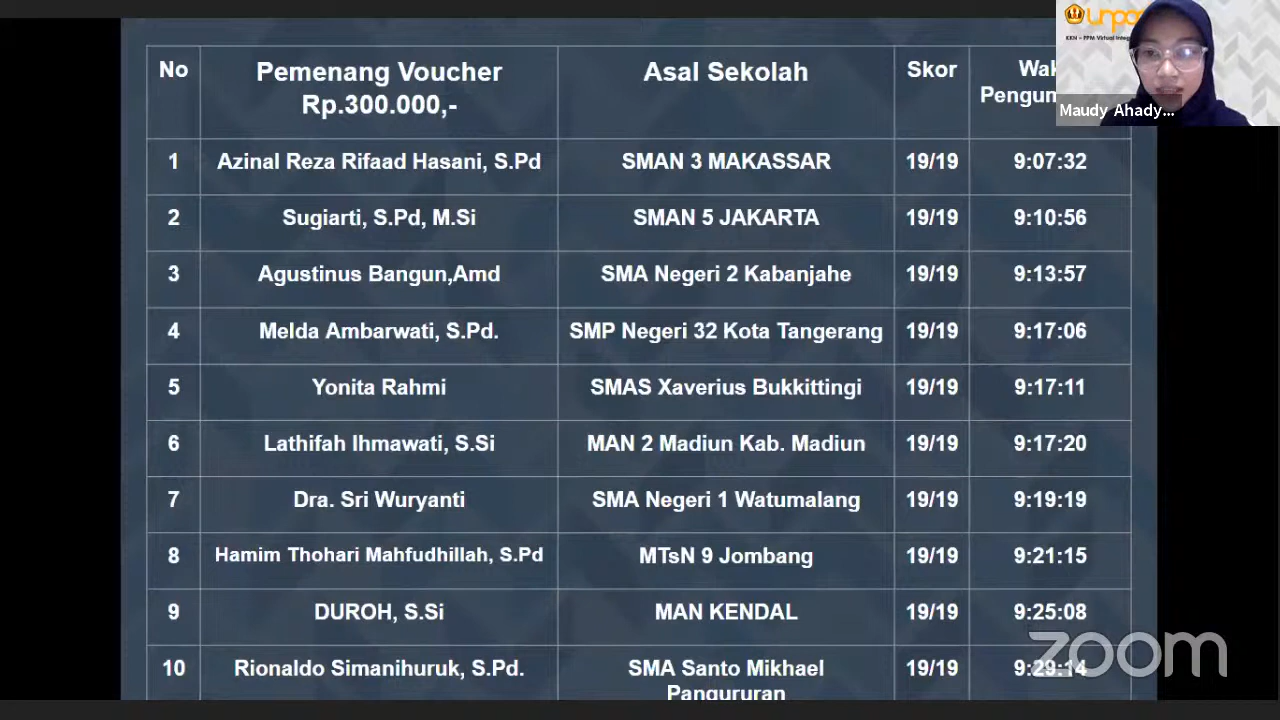 No
Pemenang Voucher
Rp.300.000,-
Asal Sekolah
Skor
1
Azinal Reza Rifaad Hasani, S.Pd
SMAN 3 MAKASSAR
19/19
9:07:32
2
Sugiarti, S.Pd, M.Si
SMAN 5 JAKARTA
19/19
9:10:56
3
Agustinus Bangun,Amd
SMA Negeri 2 Kabanjahe
19/19
9:13:57
4
Melda Ambarwati, S.Pd.
SMP Negeri 32 Kota Tangerang
19/19
9:17:06
5
Yonita Rahmi
SMAS Xaverius Bukkittingi
19/19
9:17:11
6
Lathifah Ihmawati, S.Si
MAN 2 Madiun Kab. Madiun
19/19
9:17:20
7
Dra. Sri Wuryanti
SMA Negeri 1 Watumalang
19/19
9:19:19
8
Hamim Thohari Mahfudhillah, S.Pd
MTsN 9 Jombang
19/19
9:21:15
9
DUROH, S.Si
MAN KENDAL
19/19
9:25:08
10
Rionaldo Simanihuruk, S.Pd.
SMA Santo Mikhael
Pangururan
19/19
9:29:14
KKN – PPM Virtual
Maudy Ahady...
zoom